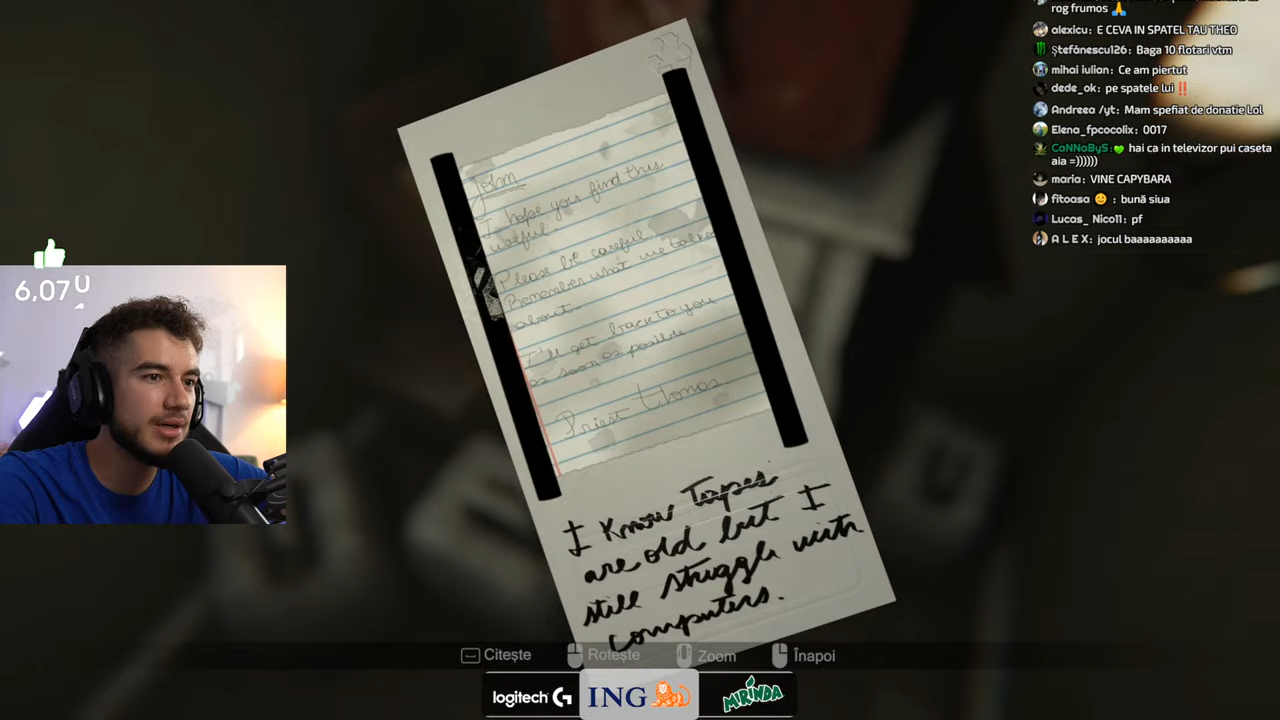 rog frumos 🙏
alexicu: E CEVA IN SPATEL TAU THEO
Ștefănescu126: Baga 10 flotari vtm
mihai iulian: Ce am piertut
dede_ok: pe spatele lui ‼️
Andreea /yt: Mam spefiat de donatie Lol
Elena_fpcocolix: 0017
CaNNaByS:💚 hai ca in televizor pui caseta
aia =))))))
maria: VINE CAPYBARA
fitoasa 🙂 : bună siua
Lucas_ Nico11: pf
A L E X: jocul baaaaaaaaaa
6,07
John
I hope you find this
useful.
Please be careful
Remember what we talked
about.
I'll get back to you
as soon as posible
Priest Thomas
I Know Tapes
are old but I
still struggle with
computers.
Citește
Rotește
Zoom
Înapoi
logitech G
ING
MIRINDA